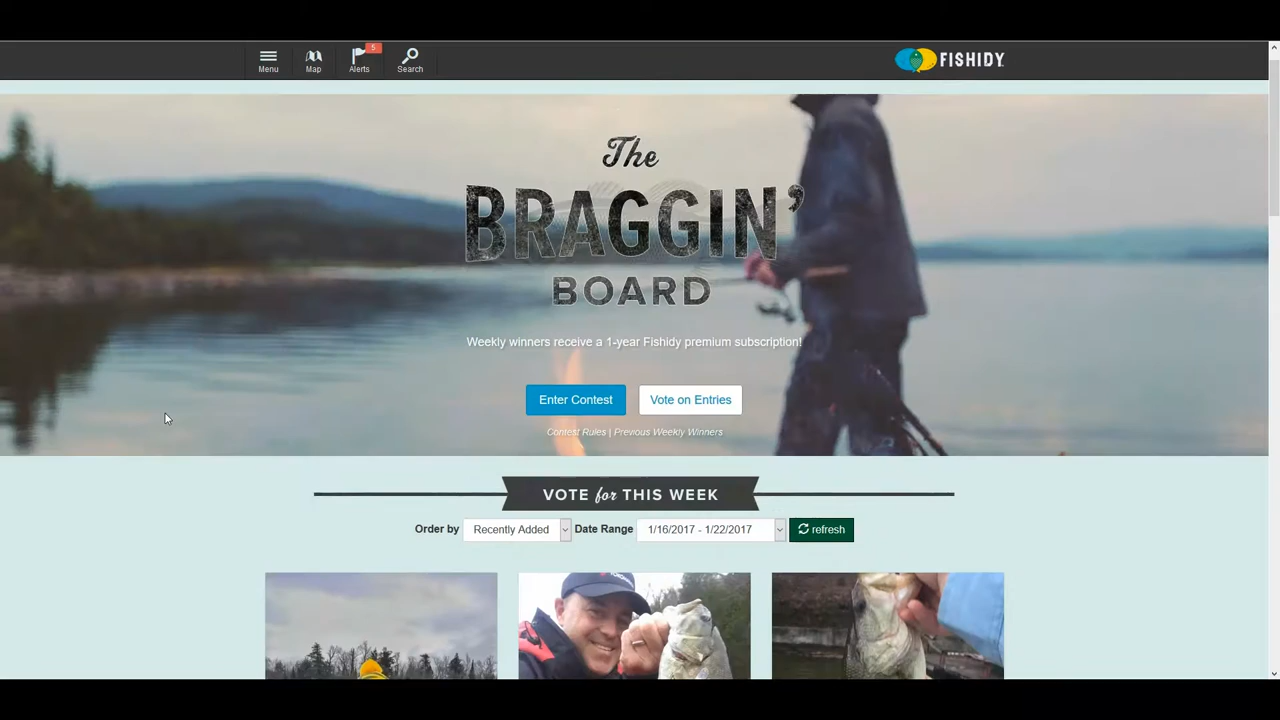 Menu Map Alerts 5 Search FISHIDY
The
BRAGGIN'
BOARD
Weekly winners receive a 1-year Fishidy premium subscription!
Enter Contest Vote on Entries
Contest Rules | Previous Weekly Winners
VOTE for THIS WEEK
Order by Recently Added Date Range 1/16/2017 - 1/22/2017 refresh